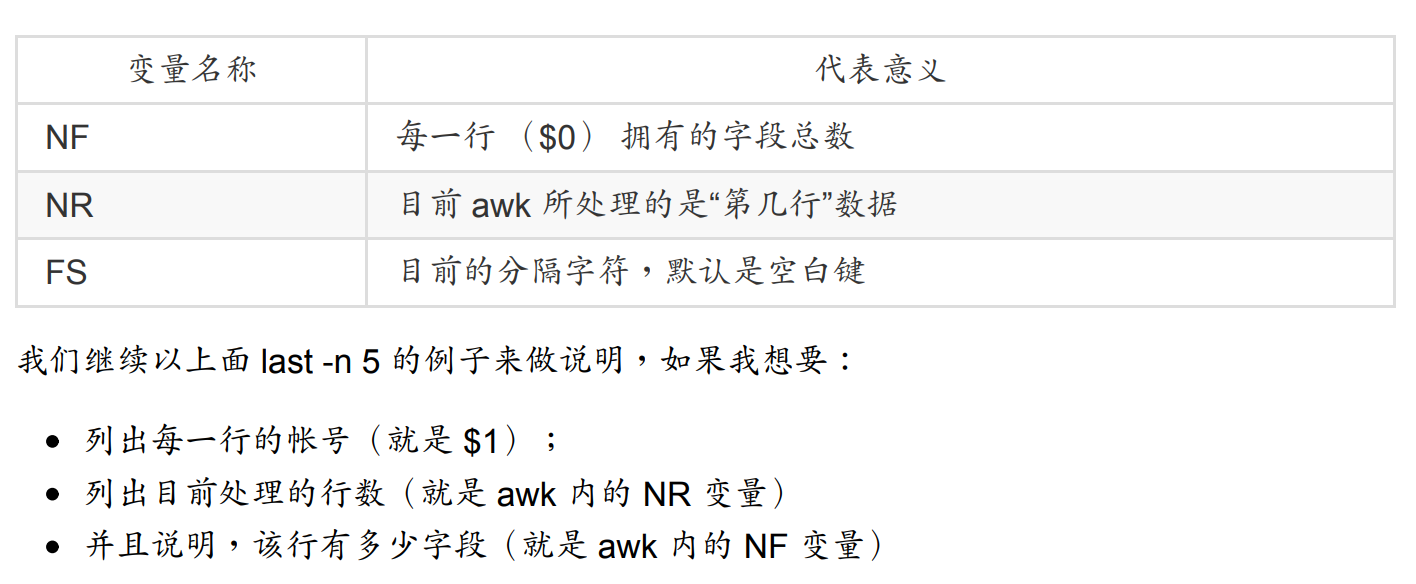 变量名称 代表意义
NF 每一行 （$0） 拥有的字段总数
NR 目前 awk 所处理的是“第几行”数据
FS 目前的分隔字符，默认是空白键
我们继续以上面 last -n 5 的例子来做说明，如果我想要：
● 列出每一行的帐号（就是 $1）；
● 列出目前处理的行数（就是 awk 内的 NR 变量）
● 并且说明，该行有多少字段（就是 awk 内的 NF 变量）